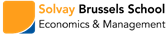 Solvay Brussels School
Economics & Management